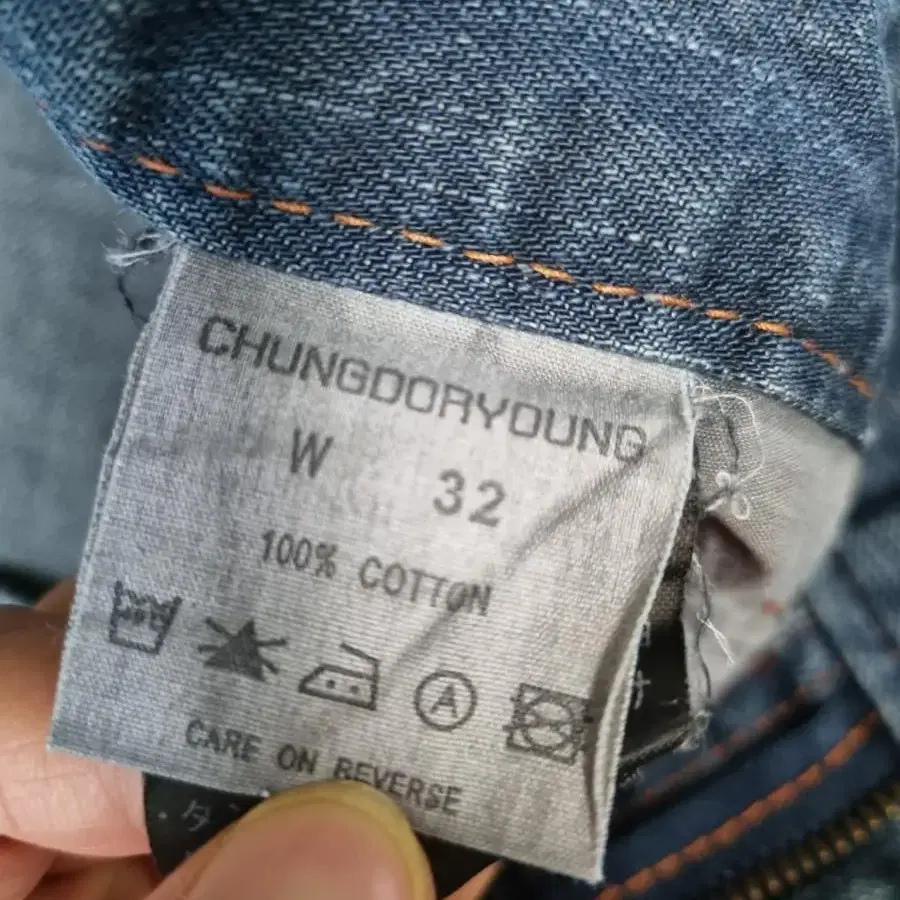 CHUNGDORYOUNG
W 32
100% COTTON
A
CARE ON REVERSE